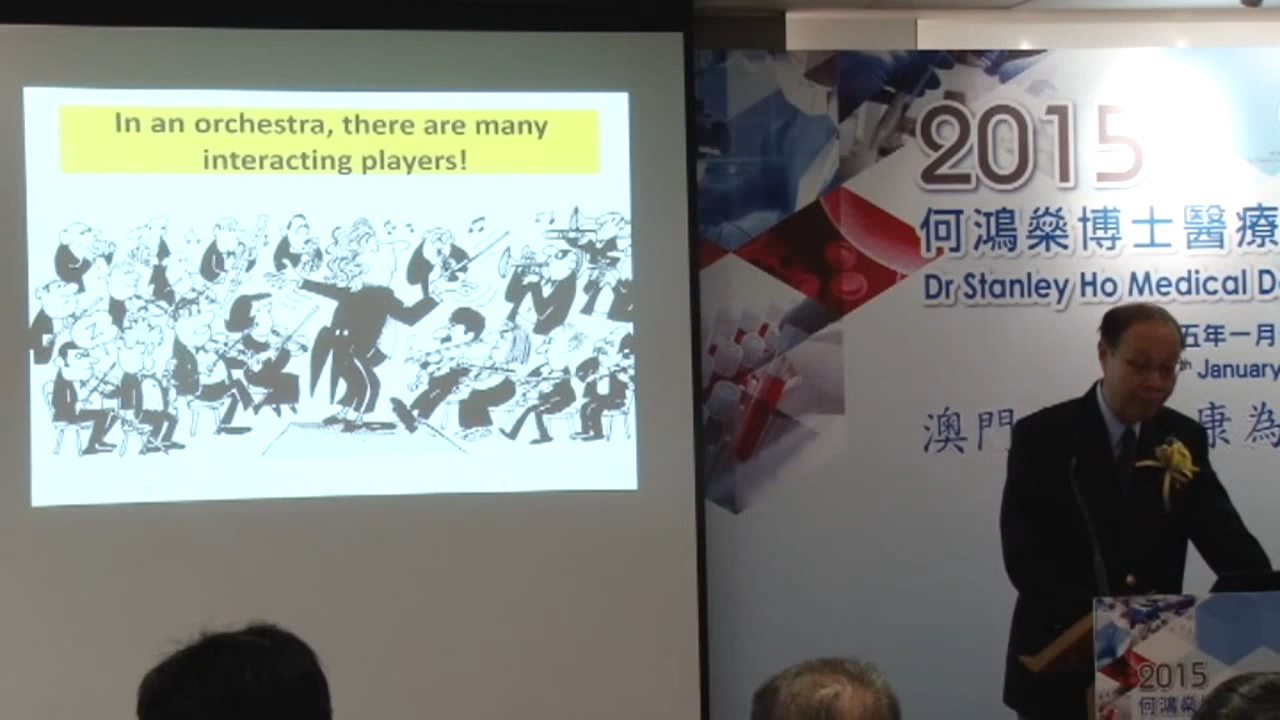 In an orchestra, there are many
interacting players!
2015
何鴻燊博士醫療
Dr Stanley Ho Medical D
五年一月
th January
澳門
康為
2015
何鴻燊